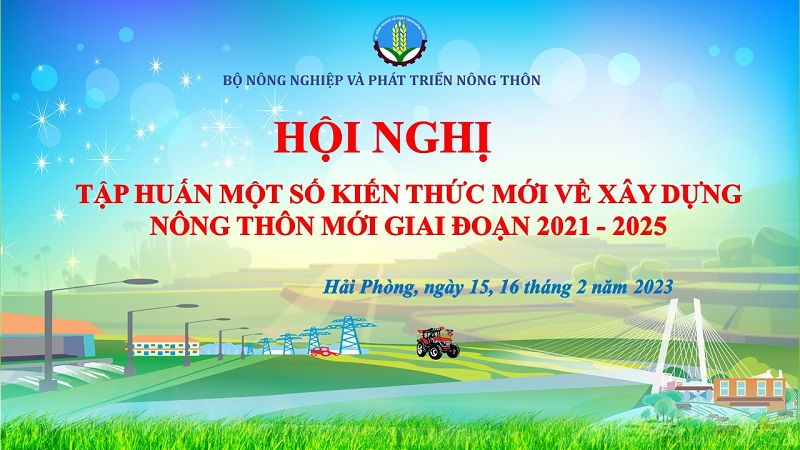 BỘ NÔNG NGHIỆP VÀ PHÁT TRIỂN NÔNG THÔN
HỘI NGHỊ
TẬP HUẤN MỘT SỐ KIẾN THỨC MỚI VỀ XÂY DỰNG
NÔNG THÔN MỚI GIAI ĐOẠN 2021 - 2025
Hải Phòng, ngày 15, 16 tháng 2 năm 2023